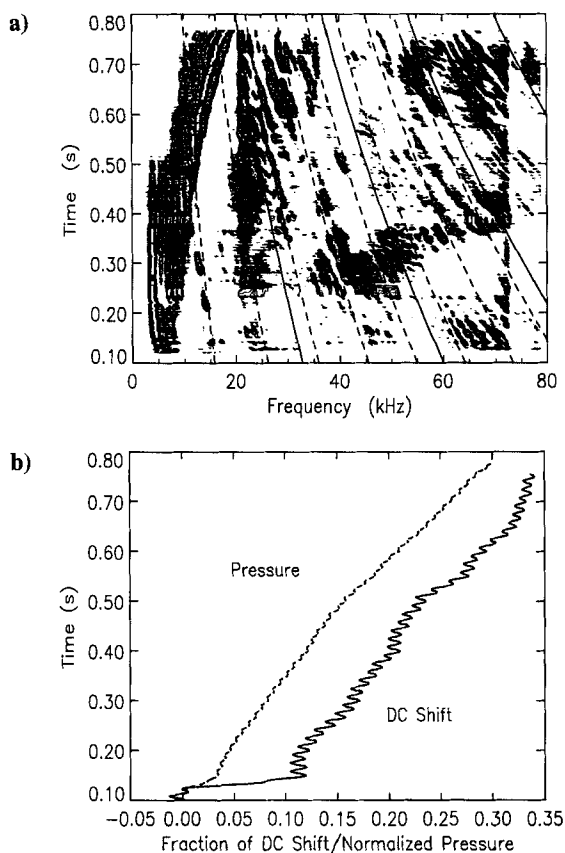 a)
0.80
0.70
0.60
0.50
0.40
0.30
0.20
0.10
Time (s)
0 20 40 60 80
Frequency (kHz)
b)
0.80
0.70
0.60
0.50
0.40
0.30
0.20
0.10
Time (s)
Pressure
DC Shift
-0.05 0.00 0.05 0.10 0.15 0.20 0.25 0.30 0.35
Fraction of DC Shift/Normalized Pressure